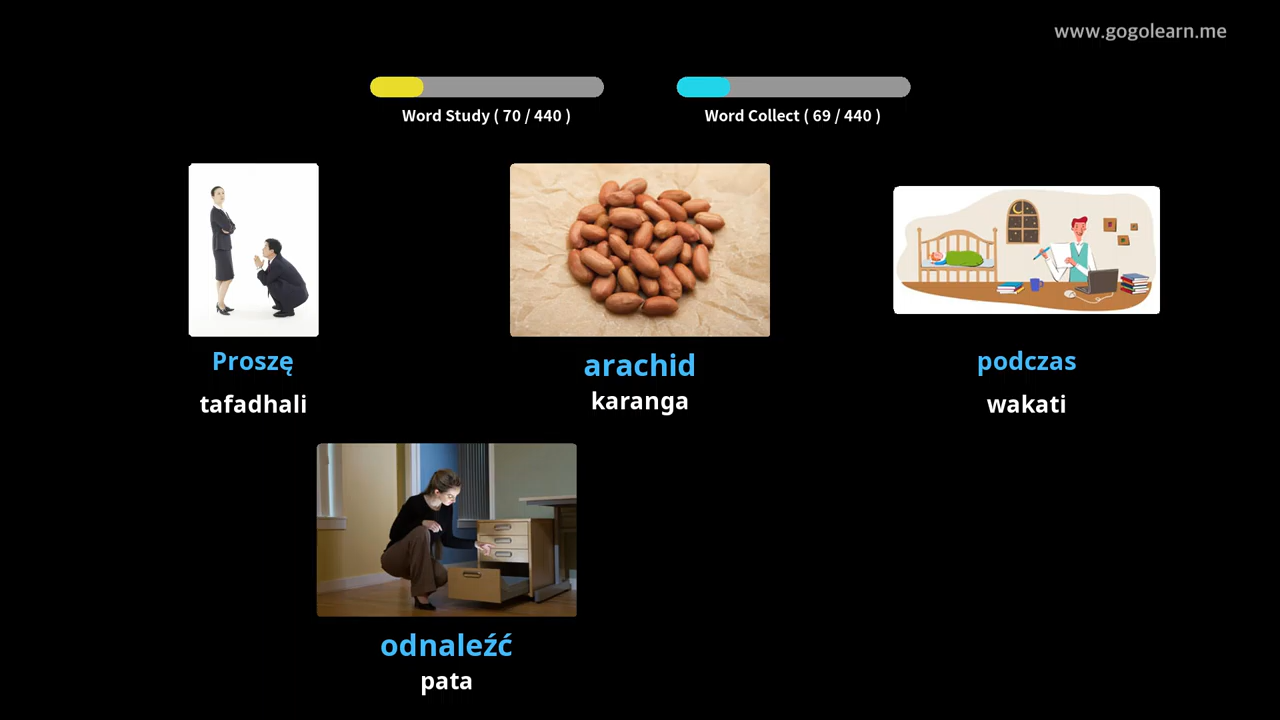 www.gogolearn.me
Word Study ( 70 / 440 )
Word Collect ( 69 / 440 )
Proszę
tafadhali
arachid
karanga
podczas
wakati
odnaleźć
pata